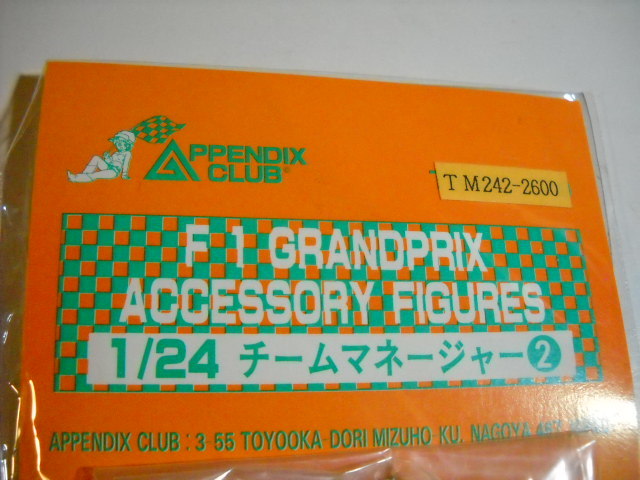 APPENDIX
CLUB®
TM242-2600
F1 GRANDPRIX
ACCESSORY FIGURES
1/24 チームマネージャー❷
APPENDIX CLUB: 3-55 TOYOOKA-DORI MIZUHO KU. NAGOYA